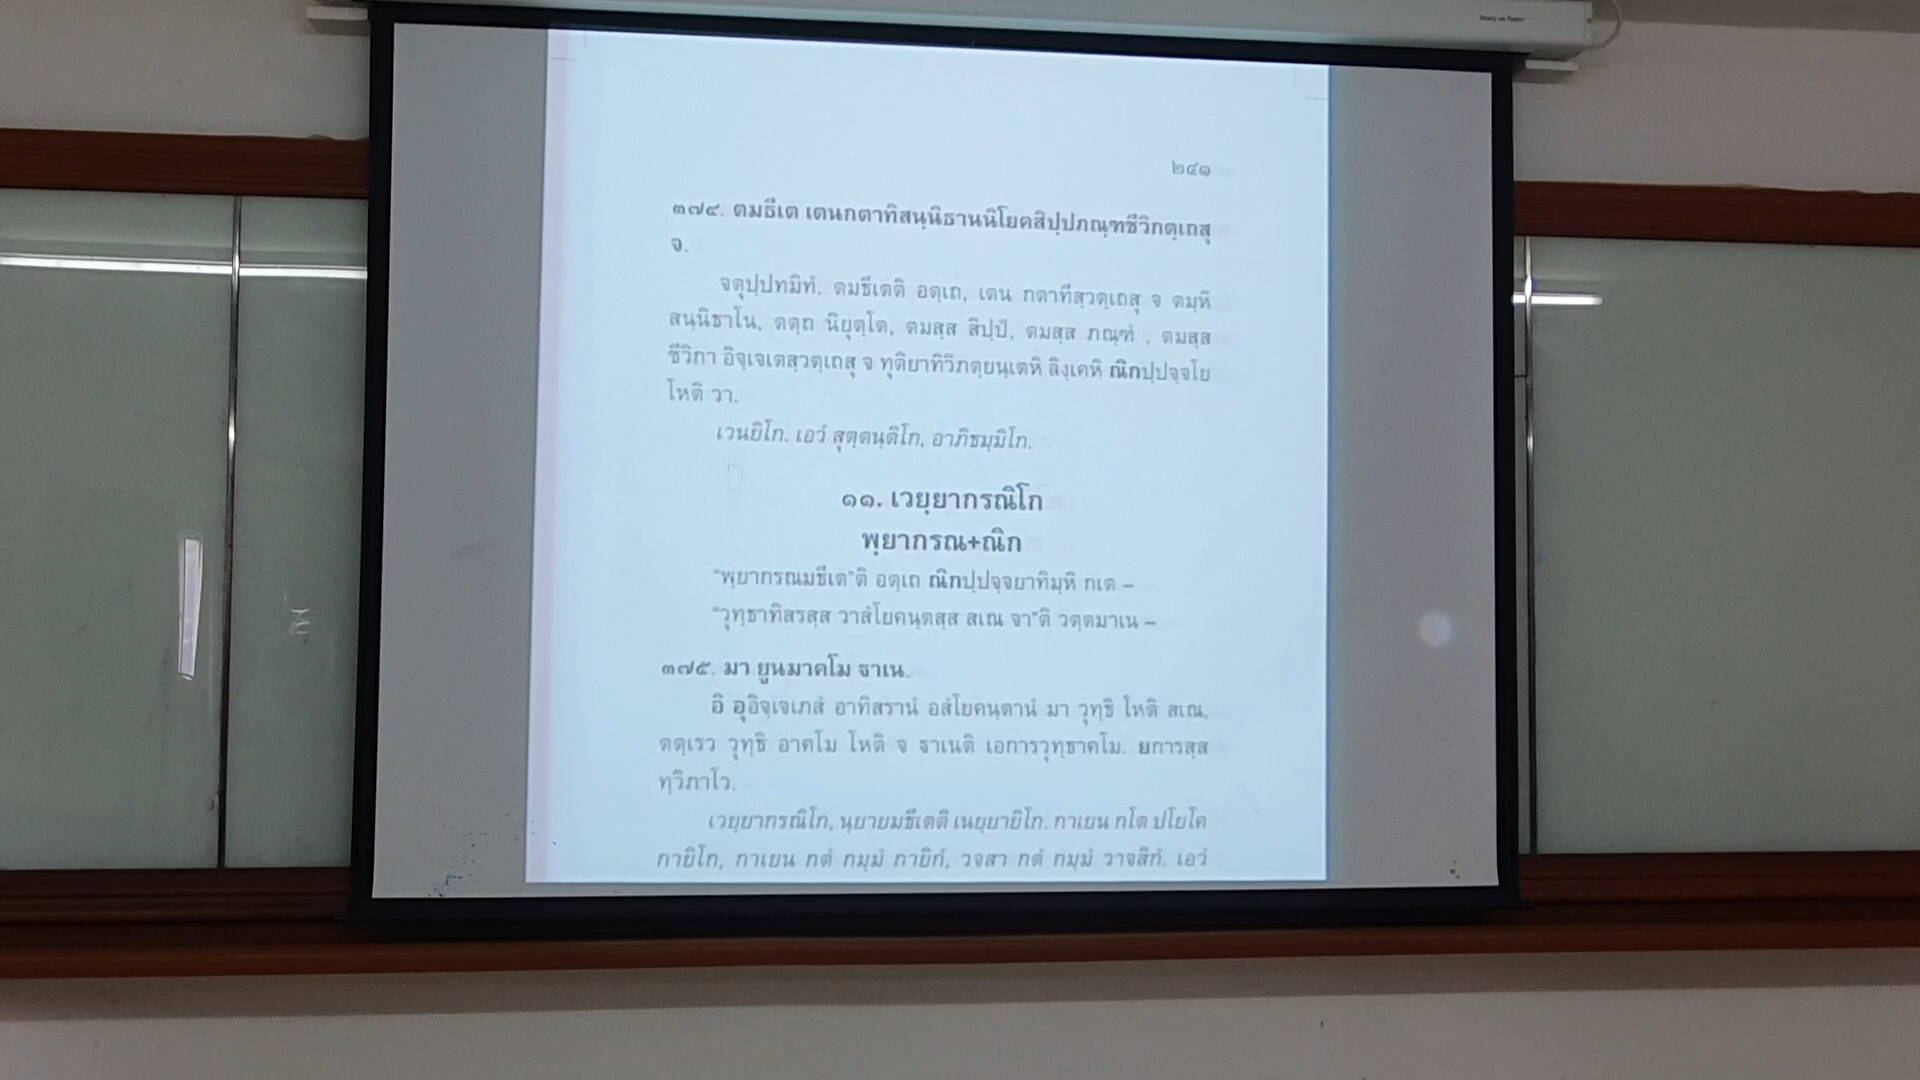 Sharp as Razor
๒๔๑
๓๗๔. ตมธีเต เตนกตาทิสนฺนิธานนิโยคสิปฺปภณฺฑชีวิกตฺเถสุ
จ.
จตุปฺปทมิทํ. ตมธีเตติ อตฺเถ, เตน กตาทีสฺวตฺเถสุ จ ตมฺหิ
สนฺนิธาโน, ตตฺถ นิยุตฺโต, ตมสฺส สิปฺปํ, ตมสฺส ภณฺฑํ , ตมสฺส
ชีวิกา อิจฺเจเตสฺวตฺเถสุ จ ทุติยาทิวิภตฺยนฺเตหิ ลิงฺเคหิ ณิกปฺปจฺจโย
โหติ วา.
เวนยิโก. เอวํ สุตฺตนฺติโก, อาภิธมฺมิโก.
๑๑. เวยฺยากรณิโก
พฺยากรณ+ณิก
"พฺยากรณมธีเต"ติ อตฺเถ ณิกปฺปจฺจยาทิมฺหิ กเต –
"วุทฺธาทิสรสฺส วาสํโยคนฺตสฺส สเณ จา"ติ วตฺตมาเน –
๓๗๕. มา ยูนมาคโม ฐาเน.
อิ อุอิจฺเจเภสํ อาทิสรานํ อสํโยคนฺตานํ มา วุทฺธิ โหติ สเณ,
ตตฺเรว วุทฺธิ อาคโม โหติ จ ฐาเนติ เอการวุทฺธาคโม. ยการสฺส
ทฺวิภาโว.
เวยฺยากรณิโก, นฺยายมธีเตติ เนยฺยายิโก. กาเยน กโต ปโยโค
กายิโก, กาเยน กตํ กมฺมํ กายิกํ, วจสา กตํ กมฺมํ วาจสิกํ. เอวํ